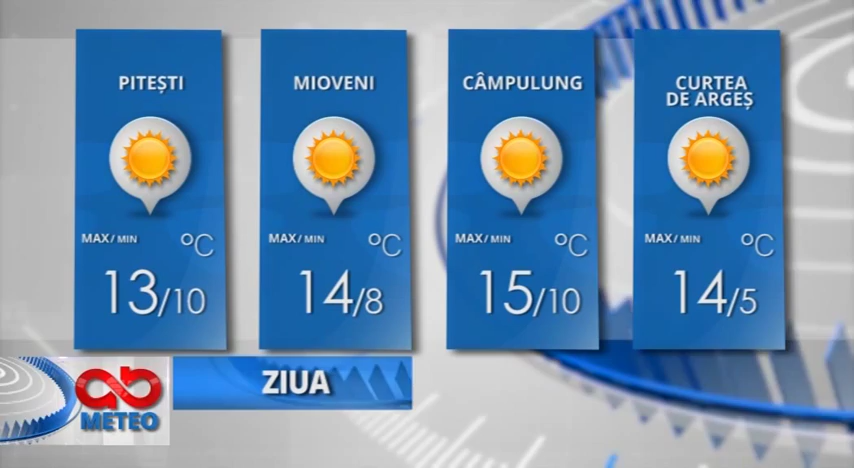 PITEȘTI
MAX/MIN °C
13/10
MIOVENI
MAX/MIN °C
14/8
CÂMPULUNG
MAX/MIN °C
15/10
CURTEA
DE ARGEȘ
MAX/MIN °C
14/5
ab
METEO
ZIUA